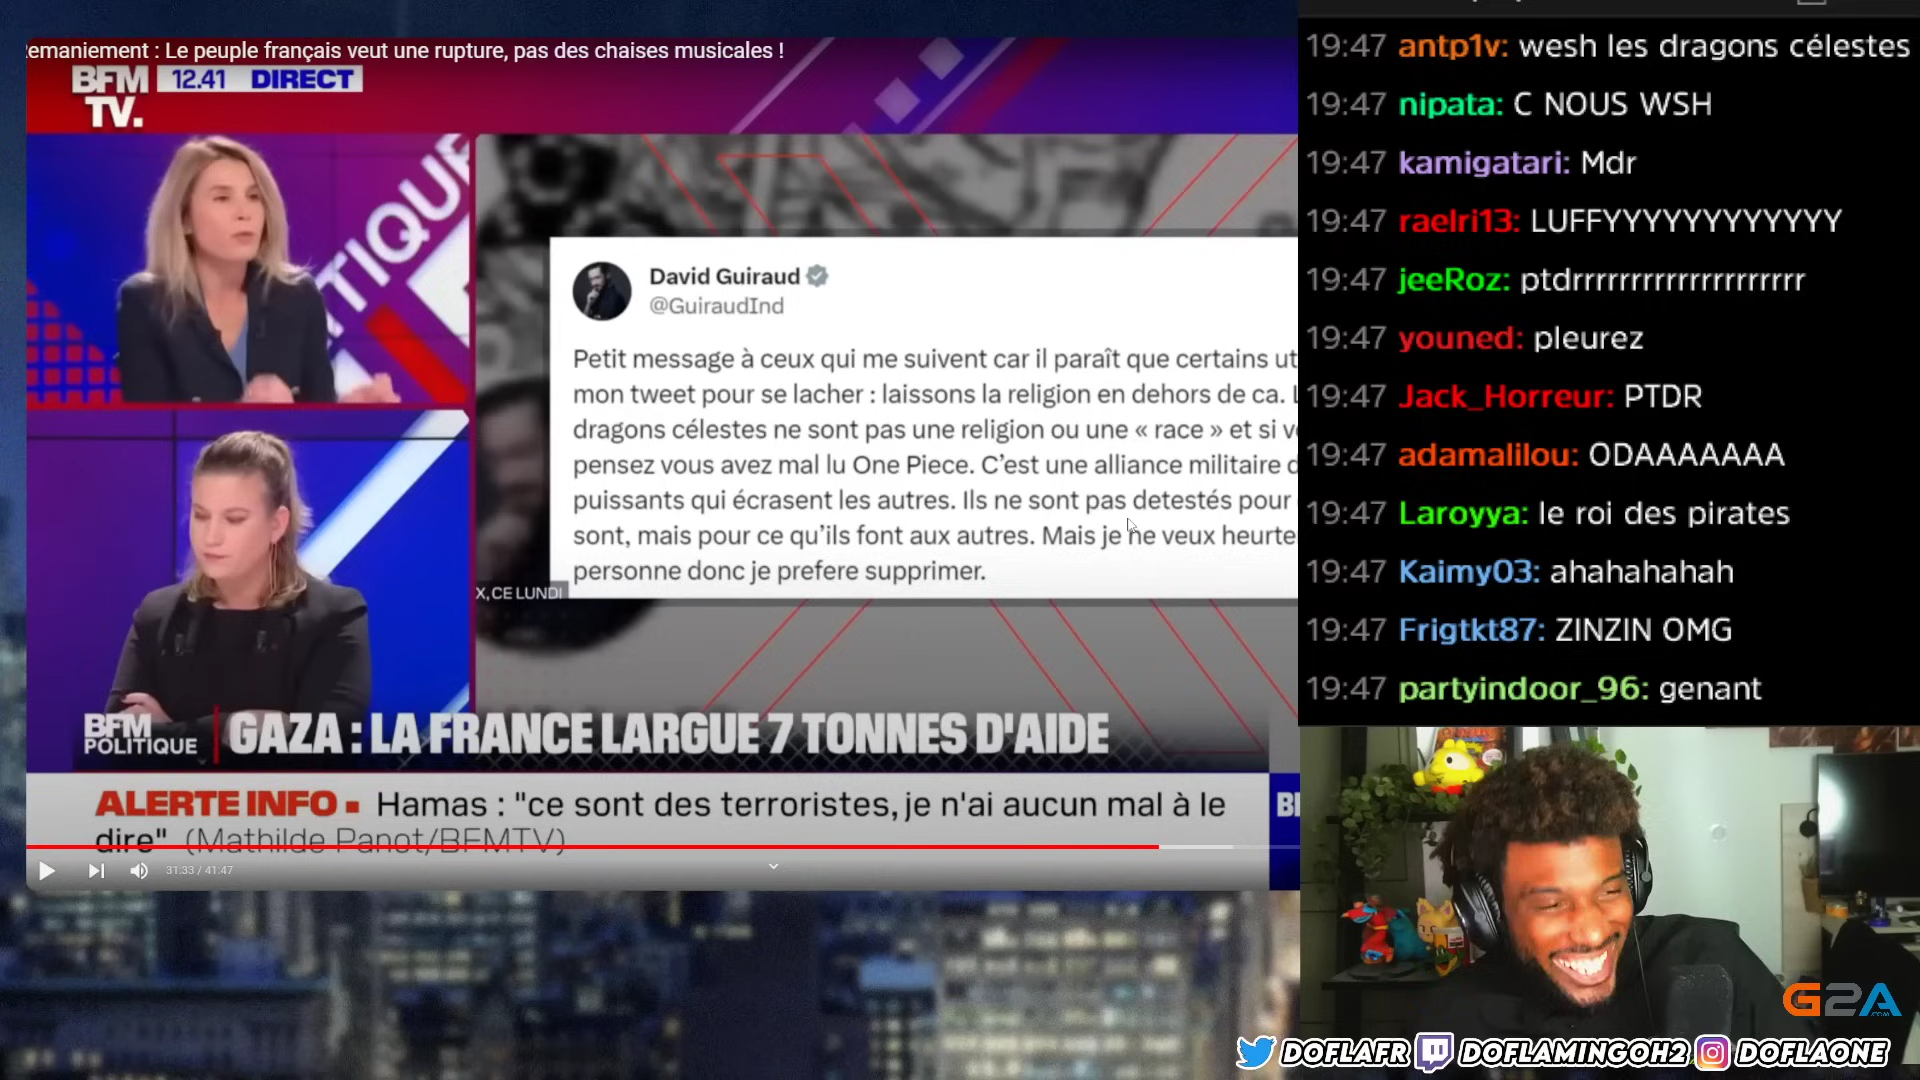 emaniement : Le peuple français veut une rupture, pas des chaises musicales !
BFM
TV.
12.41 DIRECT
TIQUE
David Guiraud
@GuiraudInd
Petit message à ceux qui me suivent car il paraît que certains ut
mon tweet pour se lacher : laissons la religion en dehors de ca. L
dragons célestes ne sont pas une religion ou une « race » et si v
pensez vous avez mal lu One Piece. C'est une alliance militaire d
puissants qui écrasent les autres. Ils ne sont pas detestés pour
sont, mais pour ce qu'ils font aux autres. Mais je ne veux heurte
personne donc je prefere supprimer.
X, CE LUNDI
BFM
POLITIQUE
GAZA : LA FRANCE LARGUE 7 TONNES D'AIDE
ALERTE INFO ▪ Hamas : "ce sont des terroristes, je n'ai aucun mal à le
dire" (Mathilde Panot/BFMTV)
31:33 / 41:47
19:47 antp1v: wesh les dragons célestes
19:47 nipata: C NOUS WSH
19:47 kamigatari: Mdr
19:47 raelri13: LUFFYYYYYYYYYYYY
19:47 jeeRoz: ptdrrrrrrrrrrrrrrrrrrrr
19:47 youned: pleurez
19:47 Jack_Horreur: PTDR
19:47 adamalilou: ODAAAAAAA
19:47 Laroyya: le roi des pirates
19:47 Kaimy03: ahahahahah
19:47 Frigtkt87: ZINZIN OMG
19:47 partyindoor_96: genant
G2A
.COM
DOFLAFR DOFLAMINGOH2 DOFLAONE